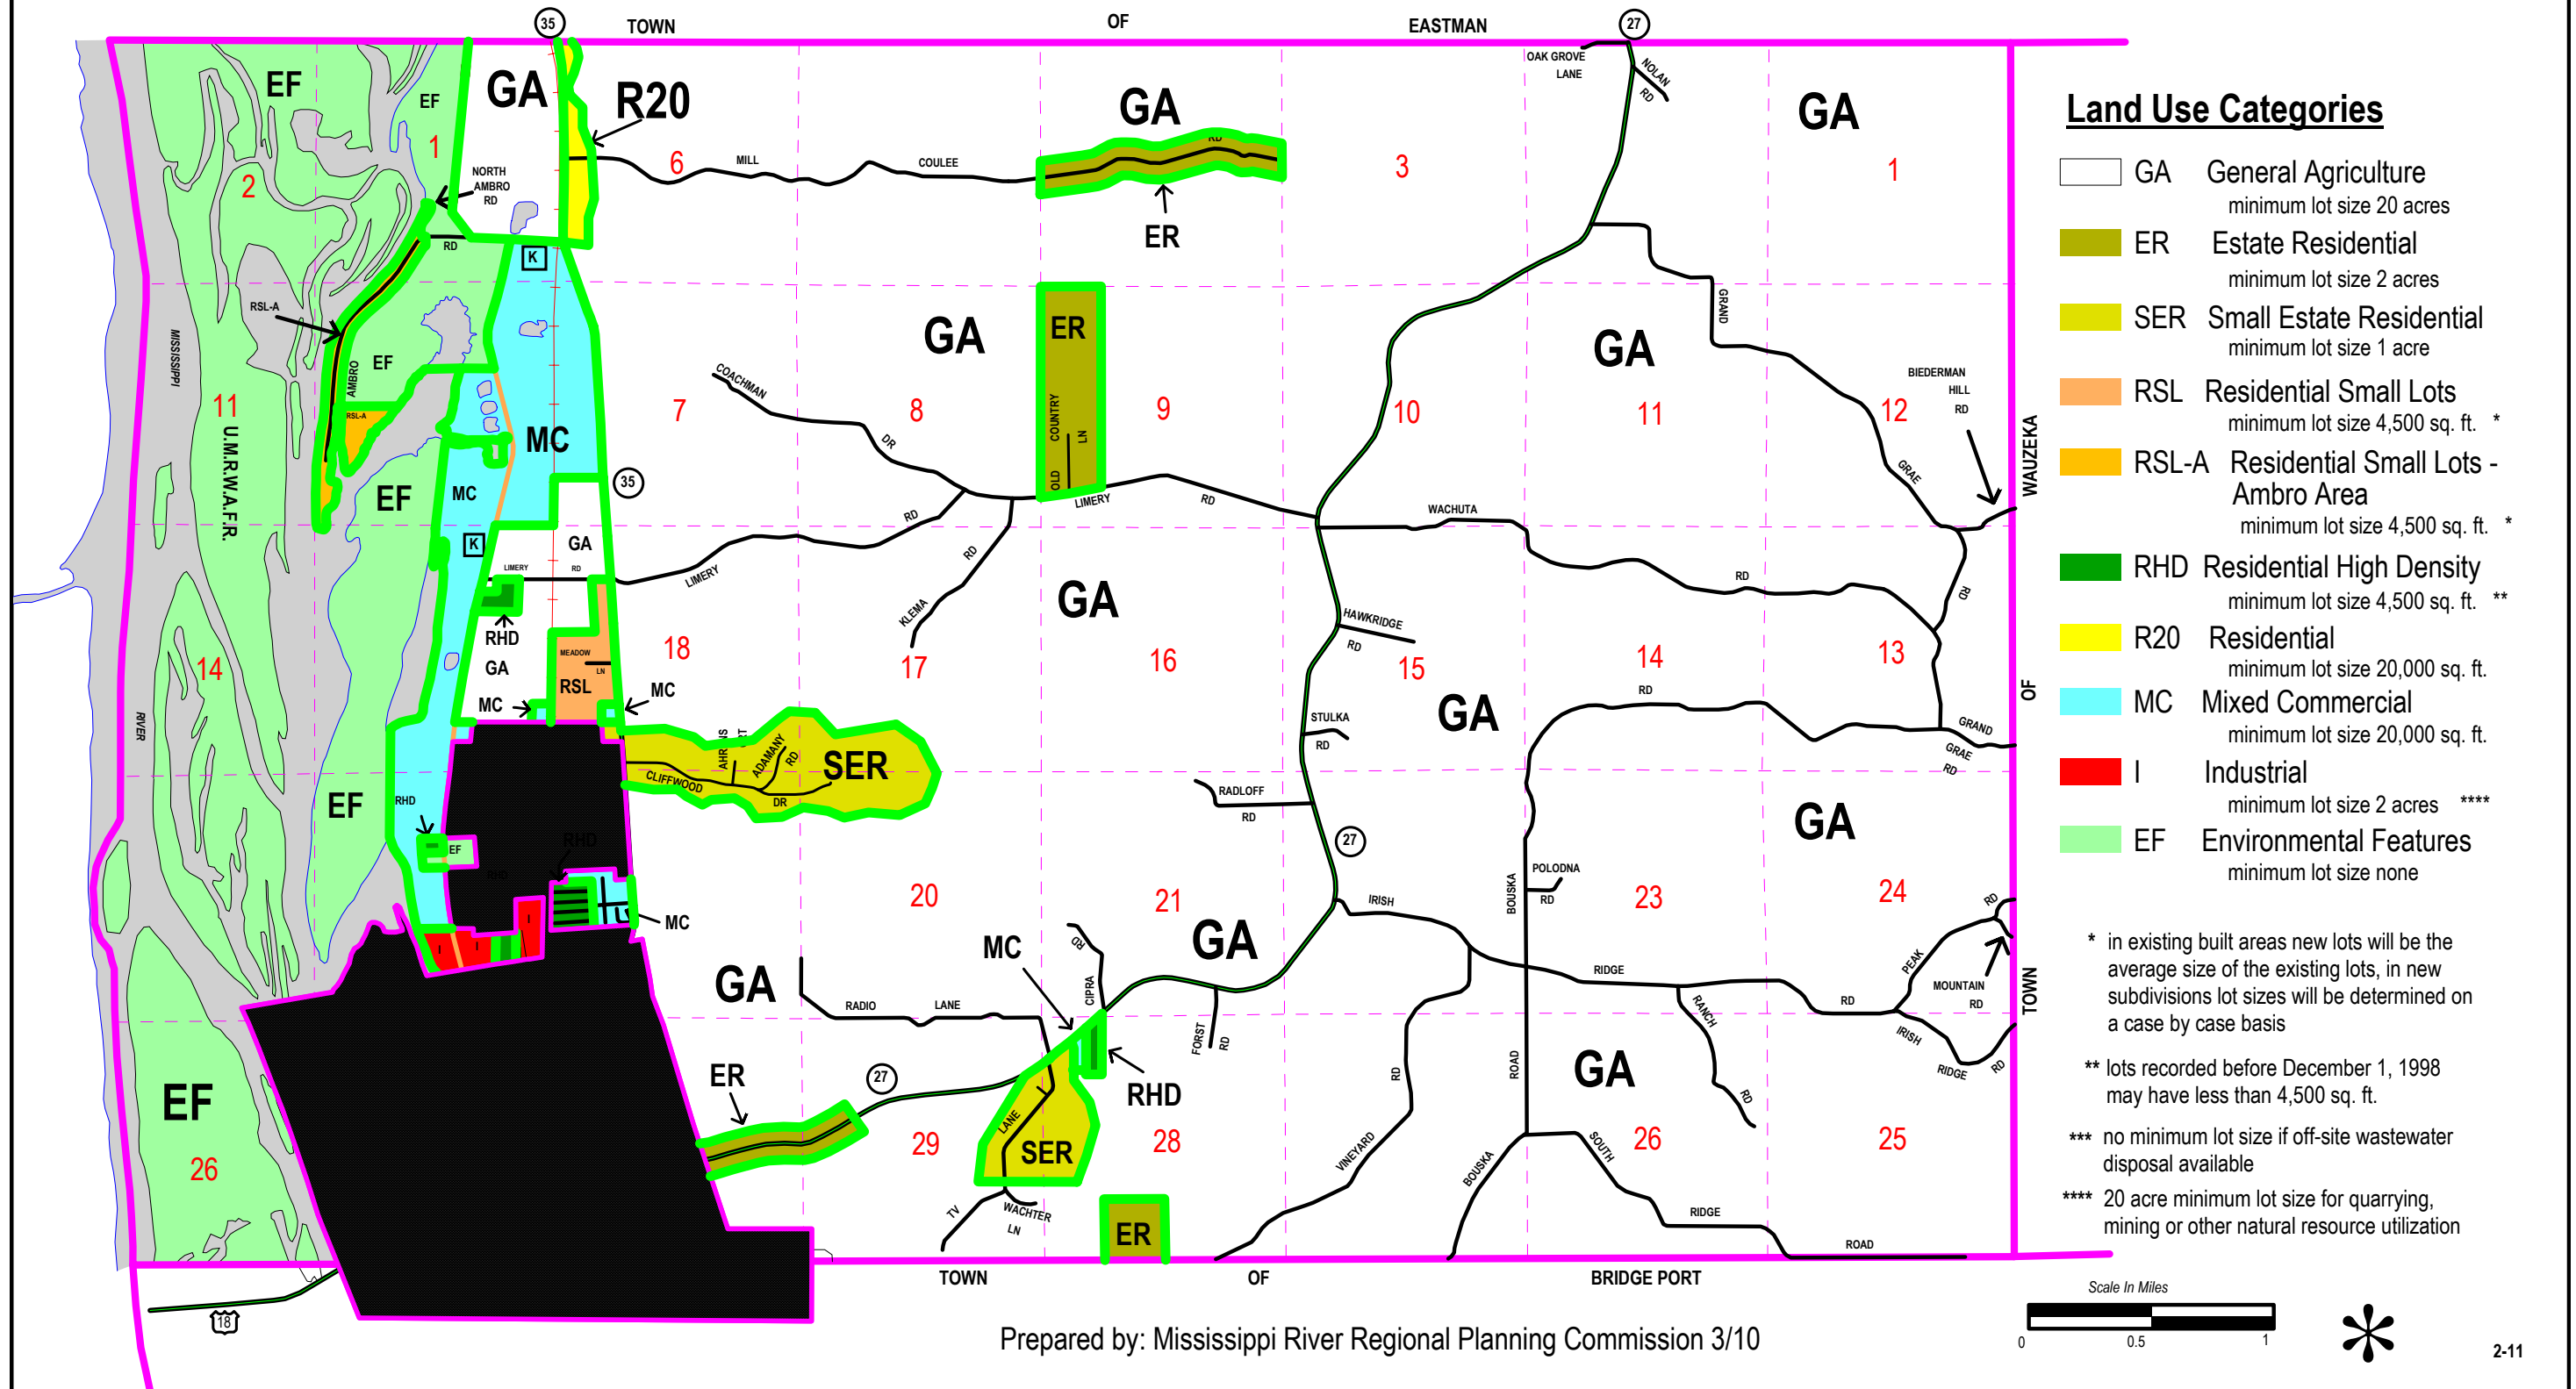 35
TOWN
OF
EASTMAN
27
OAK GROVE
LANE
NOLAN
RD
EF
EF
GA
R20
GA
GA
1
2
6
MILL
COULEE
RD
3
1
NORTH
AMBRO
RD
RD
ER
K
RSL-A
MISSISSIPPI
EF
AMBRO
RSL-A
11
U.M.R.W.A.F.R.
EF
MC
MC
35
K
GA
COACHMAN
DR
7
8
GA
ER
OLD
COUNTRY
LN
9
10
GA
11
12
GRAND
GRAE
RD
BIEDERMAN
HILL
RD
WAUZEKA
OF
TOWN
LIMERY
RD
RD
LIMERY
KLEMA
RD
LIMERY
RD
WACHUTA
RD
RHD
GA
MEADOW
LN
RSL
MC
MC
18
17
GA
16
HAWKRIDGE
RD
15
14
13
14
RIVER
GA
STULKA
RD
RD
GRAND
GRAE
RD
AHRENS
ADAMANY
RD
CLIFFWOOD
DR
SER
EF
RHD
EF
RHD
RHD
MC
I
I
I
RADLOFF
RD
27
GA
20
21
BOUSKA
POLODNA
RD
23
24
IRISH
RIDGE
RD
PEAK
RD
MOUNTAIN
RD
GA
RADIO
LANE
MC
RD
CIPRA
GA
FORST
RD
RANCH
RD
IRISH
RIDGE
RD
EF
26
ER
27
29
LANE
SER
RHD
28
VINEYARD
RD
ROAD
GA
26
25
BOUSKA
SOUTH
RIDGE
ROAD
TV
WACHTER
LN
ER
TOWN
OF
BRIDGE PORT
18
Prepared by: Mississippi River Regional Planning Commission 3/10
Land Use Categories
GA General Agriculture
minimum lot size 20 acres
ER Estate Residential
minimum lot size 2 acres
SER Small Estate Residential
minimum lot size 1 acre
RSL Residential Small Lots
minimum lot size 4,500 sq. ft. *
RSL-A Residential Small Lots -
Ambro Area
minimum lot size 4,500 sq. ft. *
RHD Residential High Density
minimum lot size 4,500 sq. ft. **
R20 Residential
minimum lot size 20,000 sq. ft.
MC Mixed Commercial
minimum lot size 20,000 sq. ft.
I Industrial
minimum lot size 2 acres ****
EF Environmental Features
minimum lot size none
* in existing built areas new lots will be the
average size of the existing lots, in new
subdivisions lot sizes will be determined on
a case by case basis
** lots recorded before December 1, 1998
may have less than 4,500 sq. ft.
*** no minimum lot size if off-site wastewater
disposal available
**** 20 acre minimum lot size for quarrying,
mining or other natural resource utilization
Scale In Miles
0
0.5
1
2-11